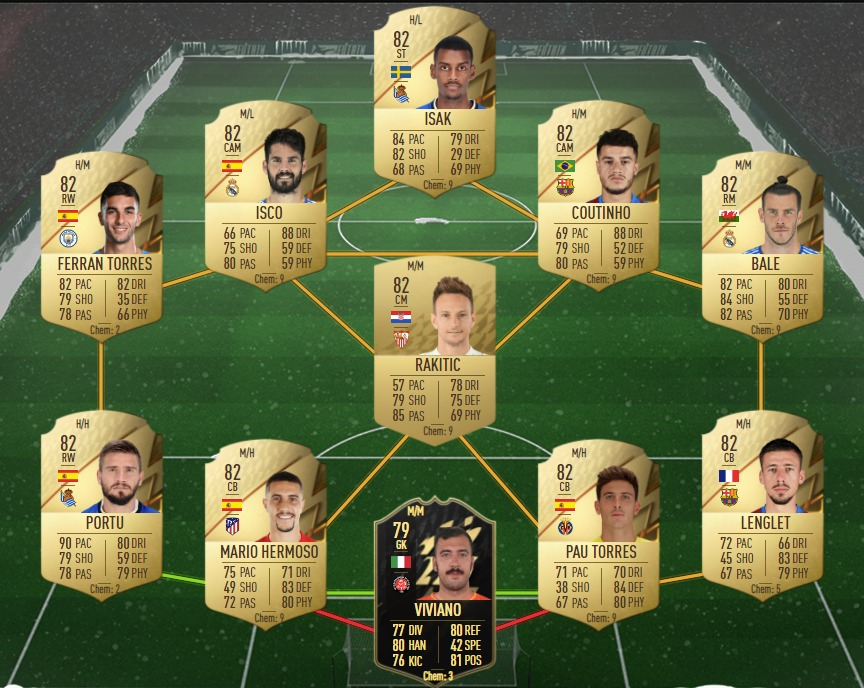 H/L
82
ST
ISAK
84 PAC 79 DRI
82 SHO 29 DEF
68 PAS 69 PHY
Chem: 9
M/L
82
CAM
ISCO
66 PAC 88 DRI
75 SHO 59 DEF
80 PAS 59 PHY
Chem: 9
H/M
82
CAM
COUTINHO
69 PAC 88 DRI
79 SHO 52 DEF
80 PAS 59 PHY
Chem: 9
H/M
82
RW
FERRAN TORRES
82 PAC 82 DRI
79 SHO 35 DEF
78 PAS 66 PHY
Chem: 2
M/M
82
RM
BALE
82 PAC 80 DRI
84 SHO 55 DEF
82 PAS 70 PHY
Chem: 9
M/M
82
CM
RAKITIC
57 PAC 78 DRI
79 SHO 75 DEF
85 PAS 69 PHY
Chem: 9
H/H
82
RW
PORTU
90 PAC 80 DRI
79 SHO 59 DEF
78 PAS 79 PHY
Chem: 2
M/H
82
CB
MARIO HERMOSO
75 PAC 71 DRI
49 SHO 83 DEF
72 PAS 80 PHY
Chem: 9
M/H
82
CB
PAU TORRES
71 PAC 70 DRI
38 SHO 84 DEF
67 PAS 80 PHY
Chem: 9
M/H
82
CB
LENGLET
72 PAC 66 DRI
45 SHO 83 DEF
67 PAS 79 PHY
Chem: 5
M/M
79
GK
VIVIANO
77 DIV 80 REF
80 HAN 42 SPE
76 KIC 81 POS
Chem: 3